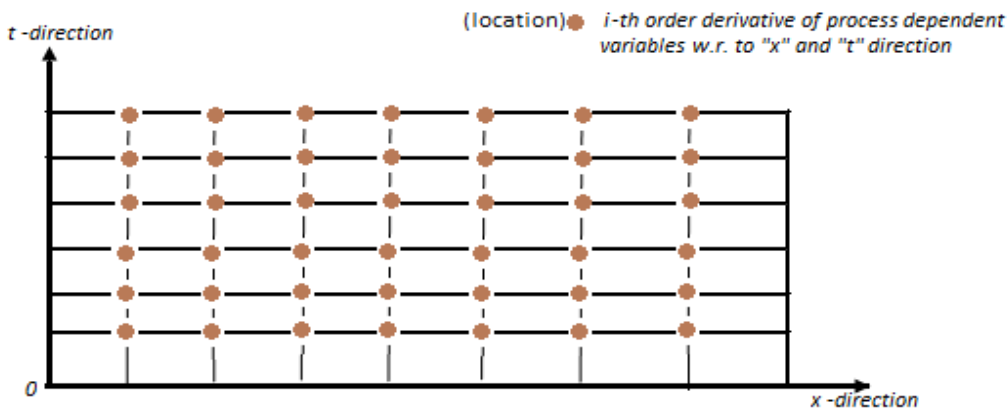 (location) i-th order derivative of process dependent
variables w.r. to "x" and "t" direction
t -direction
0
x -direction